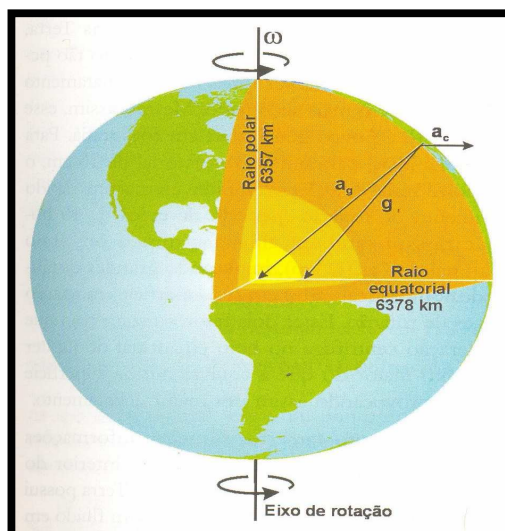 ω
Raio polar
6357 km
a_c
a_g
g
Raio
equatorial
6378 km
Eixo de rotação